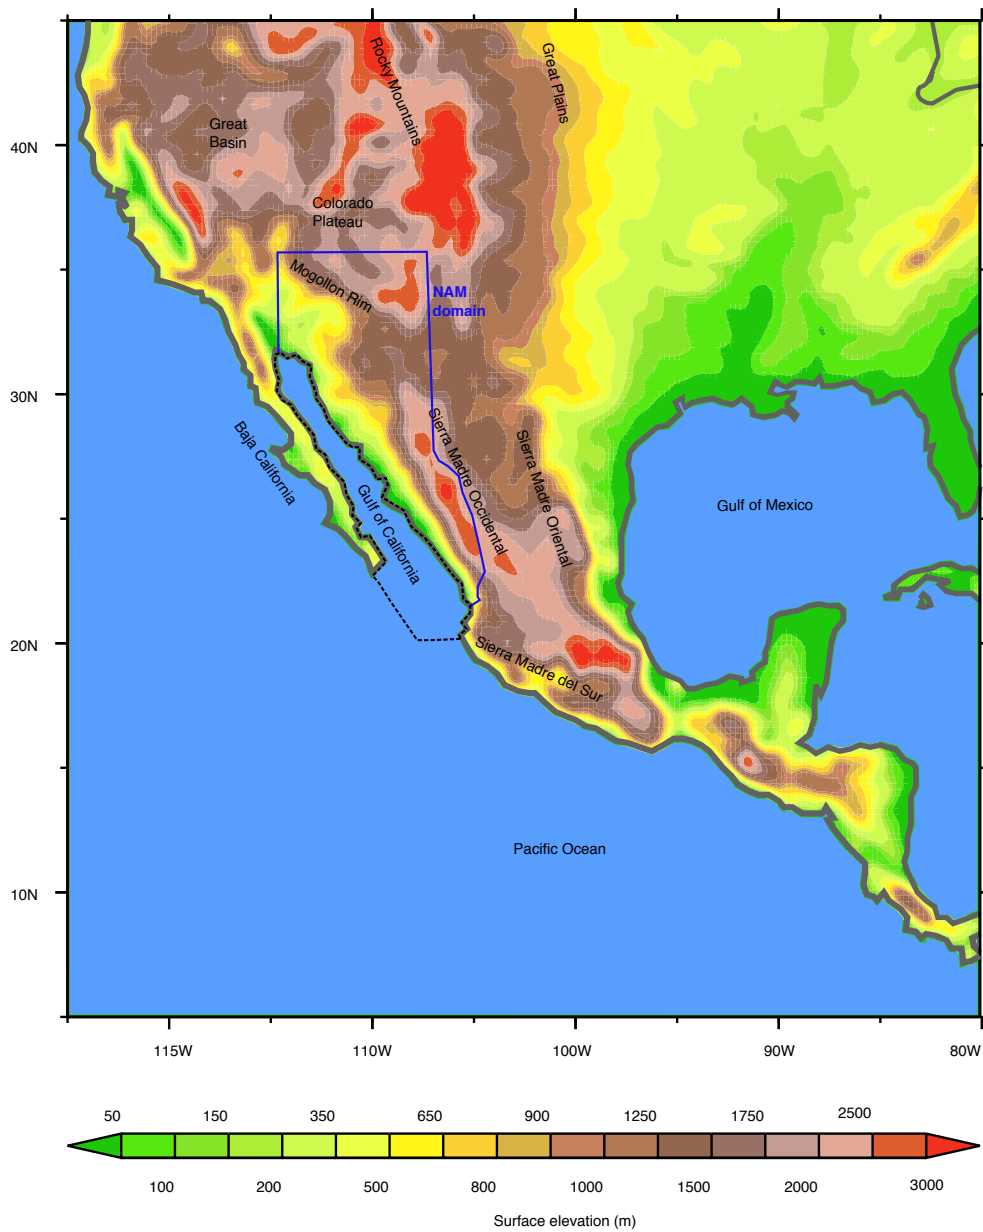 Rocky Mountains
Great Plains
Great
Basin
40N
Colorado
Plateau
Mogollon Rim
NAM
domain
30N
Baja California
Sierra Madre Occidental
Sierra Madre Oriental
Gulf of California
Gulf of Mexico
20N
Sierra Madre del Sur
Pacific Ocean
10N
115W
110W
100W
90W
80W
50
150
350
650
900
1250
1750
2500
100
200
500
800
1000
1500
2000
3000
Surface elevation (m)